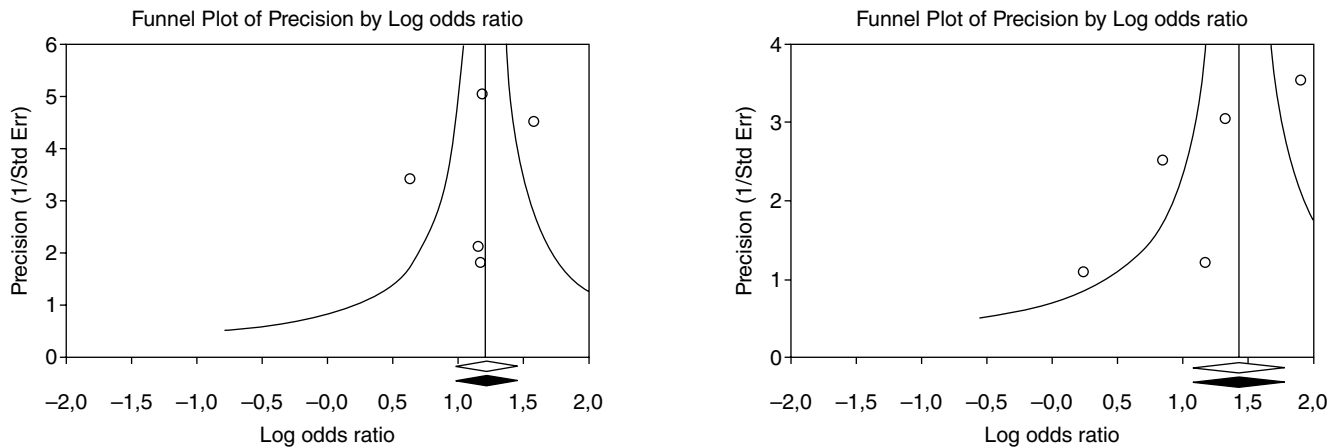 Funnel Plot of Precision by Log odds ratio
6
5
4
3
2
1
0
Precision (1/Std Err)
–2,0 –1,5 –1,0 –0,5 –0,0 0,5 1,0 1,5 2,0
Log odds ratio
Funnel Plot of Precision by Log odds ratio
4
3
2
1
0
Precision (1/Std Err)
–2,0 –1,5 –1,0 –0,5 0,0 0,5 1,0 1,5 2,0
Log odds ratio